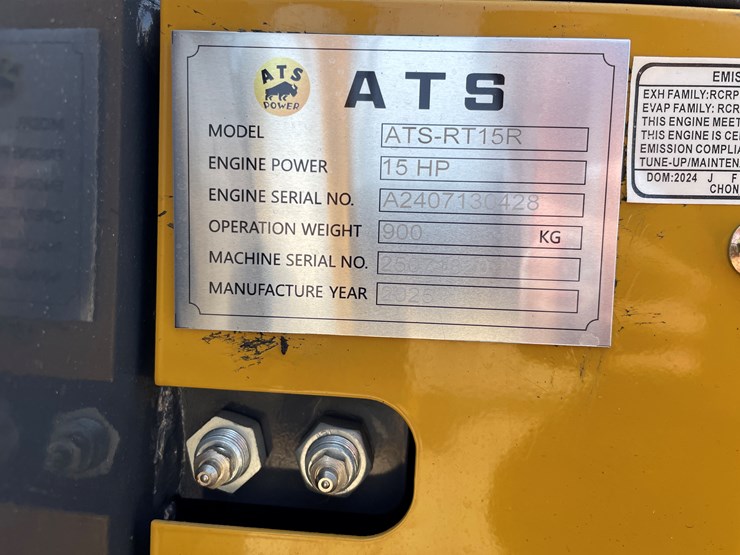 ATS
POWER
ATS
MODEL ATS-RT15R
ENGINE POWER 15 HP
ENGINE SERIAL NO. A2407130428
OPERATION WEIGHT 900 KG
MACHINE SERIAL NO.
MANUFACTURE YEAR 2025
EMIS
EXH FAMILY:RCRP
EVAP FAMILY: RCR
THIS ENGINE MEET
THIS ENGINE IS CE
EMISSION COMPLIA
TUNE-UP/MAINTEN
DOM:2024 J F
CHON